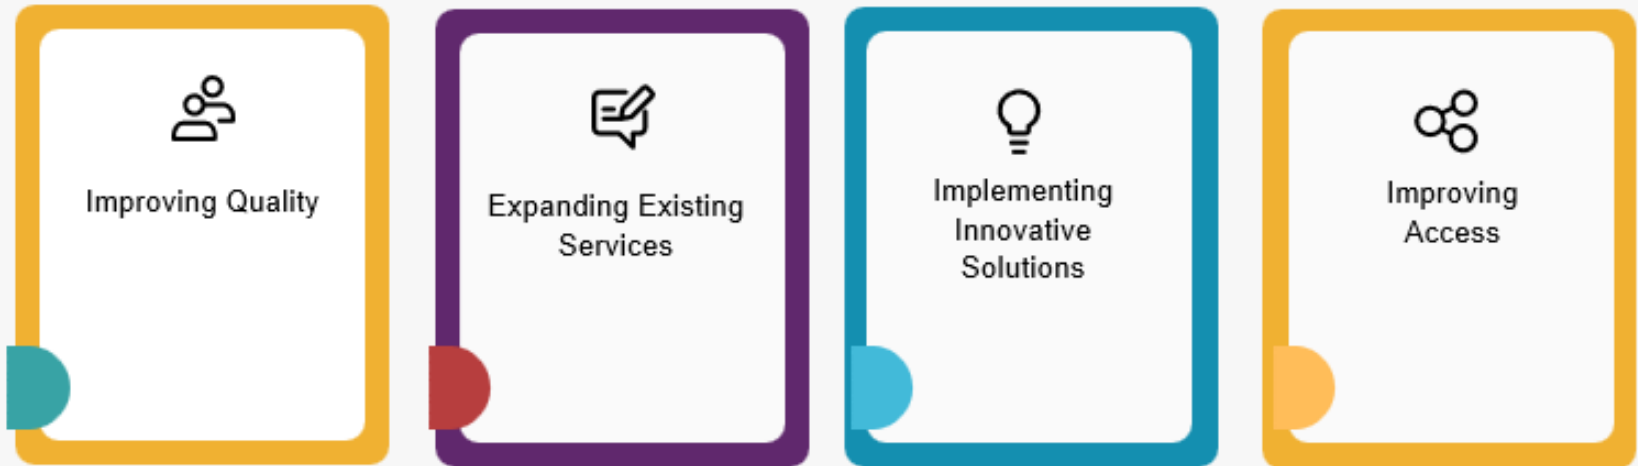 Improving Quality
Expanding Existing
Services
Implementing
Innovative
Solutions
Improving
Access